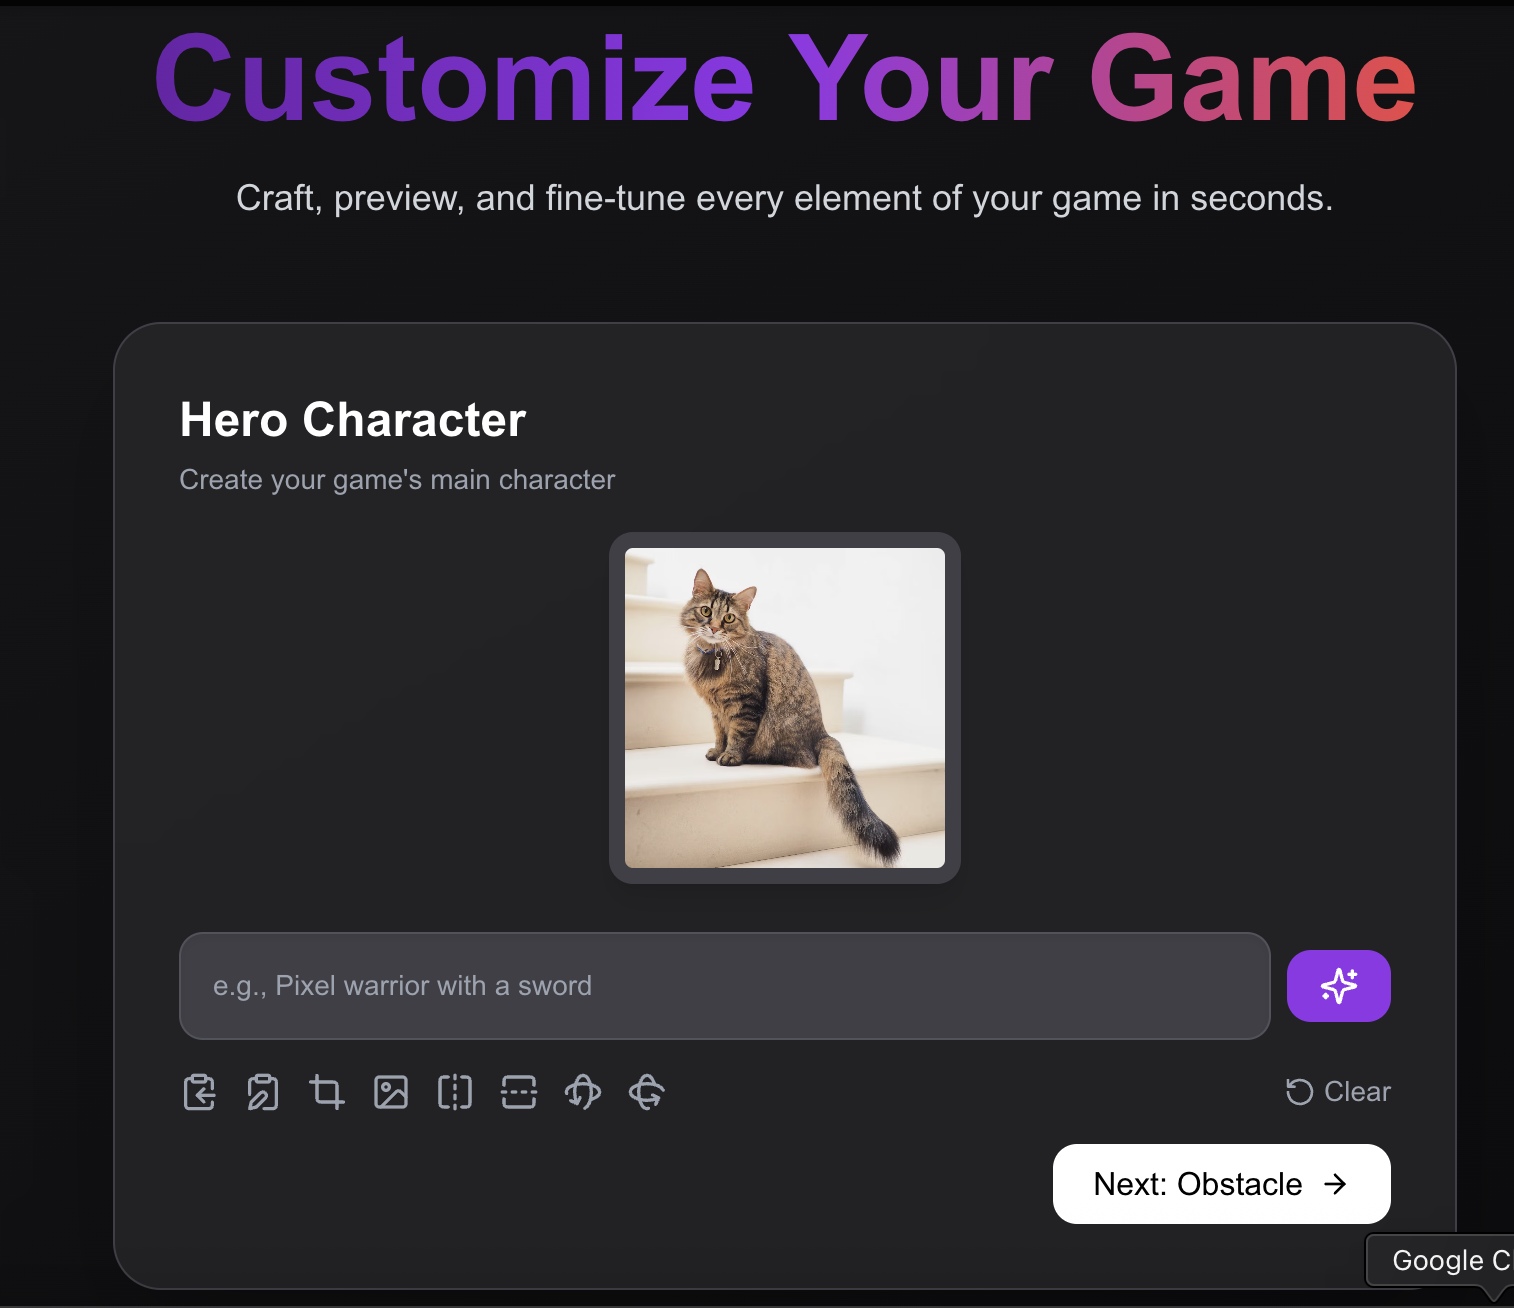 Customize Your Game
Craft, preview, and fine-tune every element of your game in seconds.
Hero Character
Create your game's main character
e.g., Pixel warrior with a sword
Clear
Next: Obstacle
Google